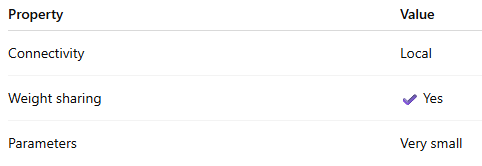 Property Value
Connectivity Local
Weight sharing ✔ Yes
Parameters Very small